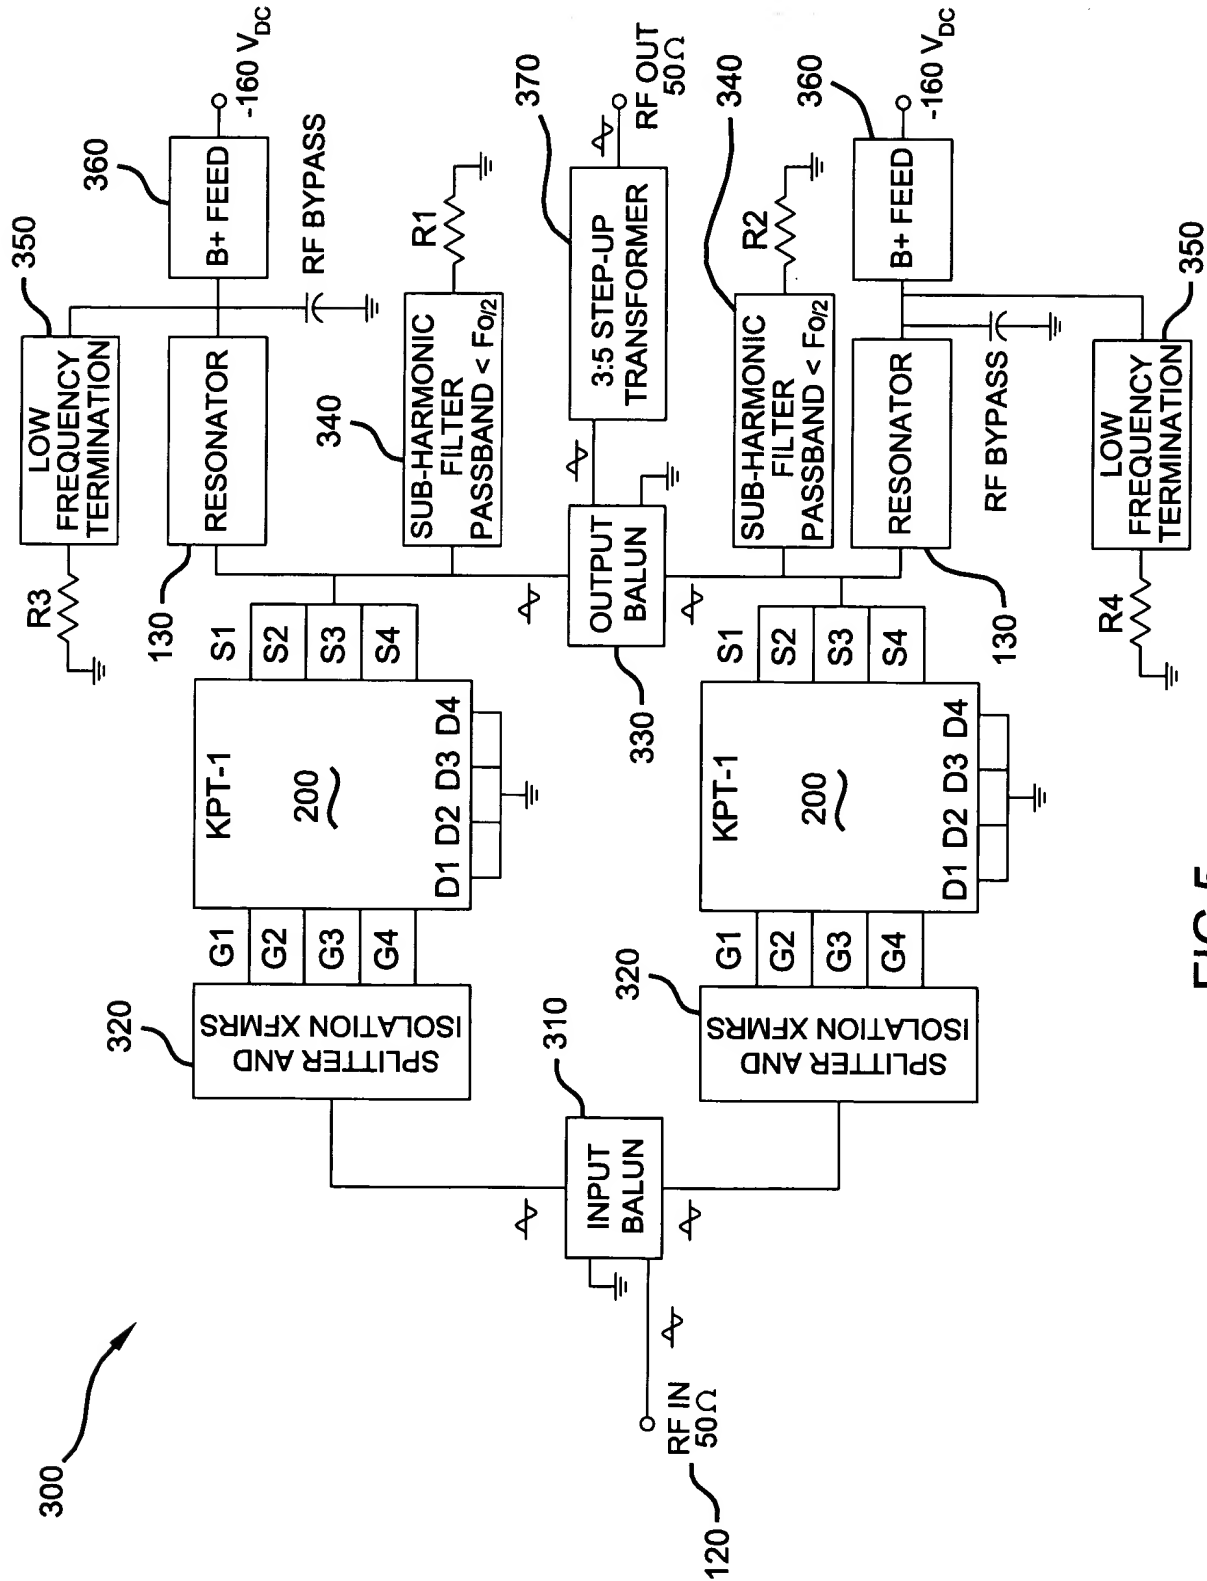 300
120
RF IN
50Ω
310
INPUT
BALUN
320
SPLITTER AND
ISOLATION XFMRS
G1
G2
G3
G4
KPT-1
200
D1 D2 D3 D4
S1
S2
S3
S4
R3
350
LOW
FREQUENCY
TERMINATION
130
RESONATOR
360
B+ FEED
-160 VDC
RF BYPASS
340
SUB-HARMONIC
FILTER
PASSBAND < Fo/2
R1
330
OUTPUT
BALUN
370
3:5 STEP-UP
TRANSFORMER
RF OUT
50Ω
320
SPLITTER AND
ISOLATION XFMRS
G1
G2
G3
G4
KPT-1
200
D1 D2 D3 D4
S1
S2
S3
S4
340
SUB-HARMONIC
FILTER
PASSBAND < Fo/2
R2
130
RESONATOR
360
B+ FEED
-160 VDC
RF BYPASS
R4
350
LOW
FREQUENCY
TERMINATION